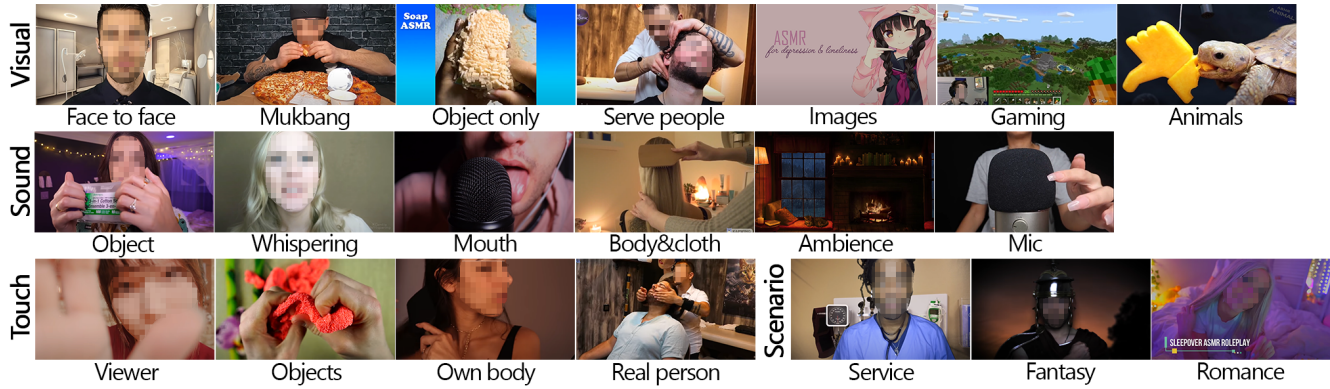 Visual
Soap
ASMR
ASMR
for depression & lineliness
Face to face
Mukbang
Object only
Serve people
Images
Gaming
Animals
Sound
Object
Whispering
Mouth
Body&cloth
Ambience
Mic
Touch
Scenario
SLEEPOVER ASMR ROLEPLAY
Viewer
Objects
Own body
Real person
Service
Fantasy
Romance